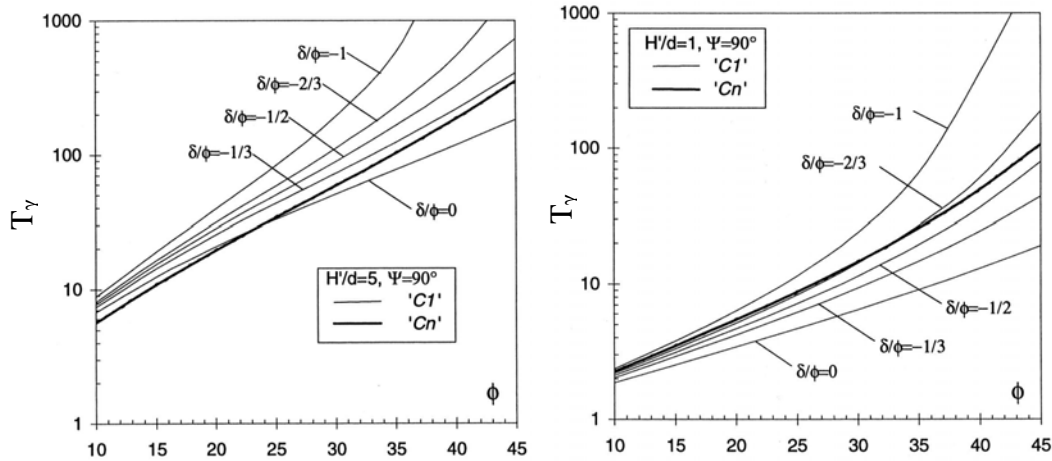 1000
100
10
1
T_γ
δ/ϕ=−1
δ/ϕ=−2/3
δ/ϕ=−1/2
δ/ϕ=−1/3
δ/ϕ=0
H'/d=5, Ψ=90°
'C1'
'Cn'
ϕ
10 15 20 25 30 35 40 45
1000
100
10
1
T_γ
H'/d=1, Ψ=90°
'C1'
'Cn'
δ/ϕ=−1
δ/ϕ=−2/3
δ/ϕ=−1/2
δ/ϕ=−1/3
δ/ϕ=0
ϕ
10 15 20 25 30 35 40 45